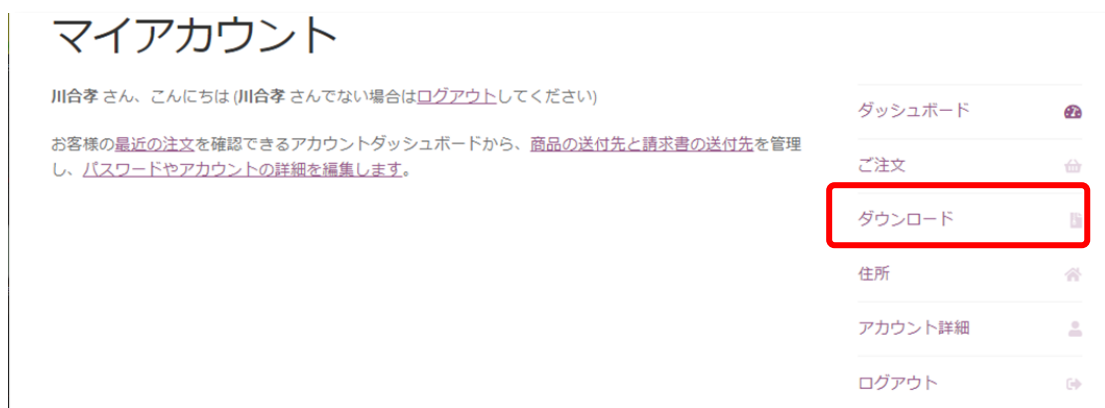 マイアカウント
川合孝 さん、こんにちは (川合孝 さんでない場合はログアウトしてください)
お客様の最近の注文を確認できるアカウントダッシュボードから、商品の送付先と請求書の送付先を管理
し、パスワードやアカウントの詳細を編集します。
ダッシュボード
ご注文
ダウンロード
住所
アカウント詳細
ログアウト